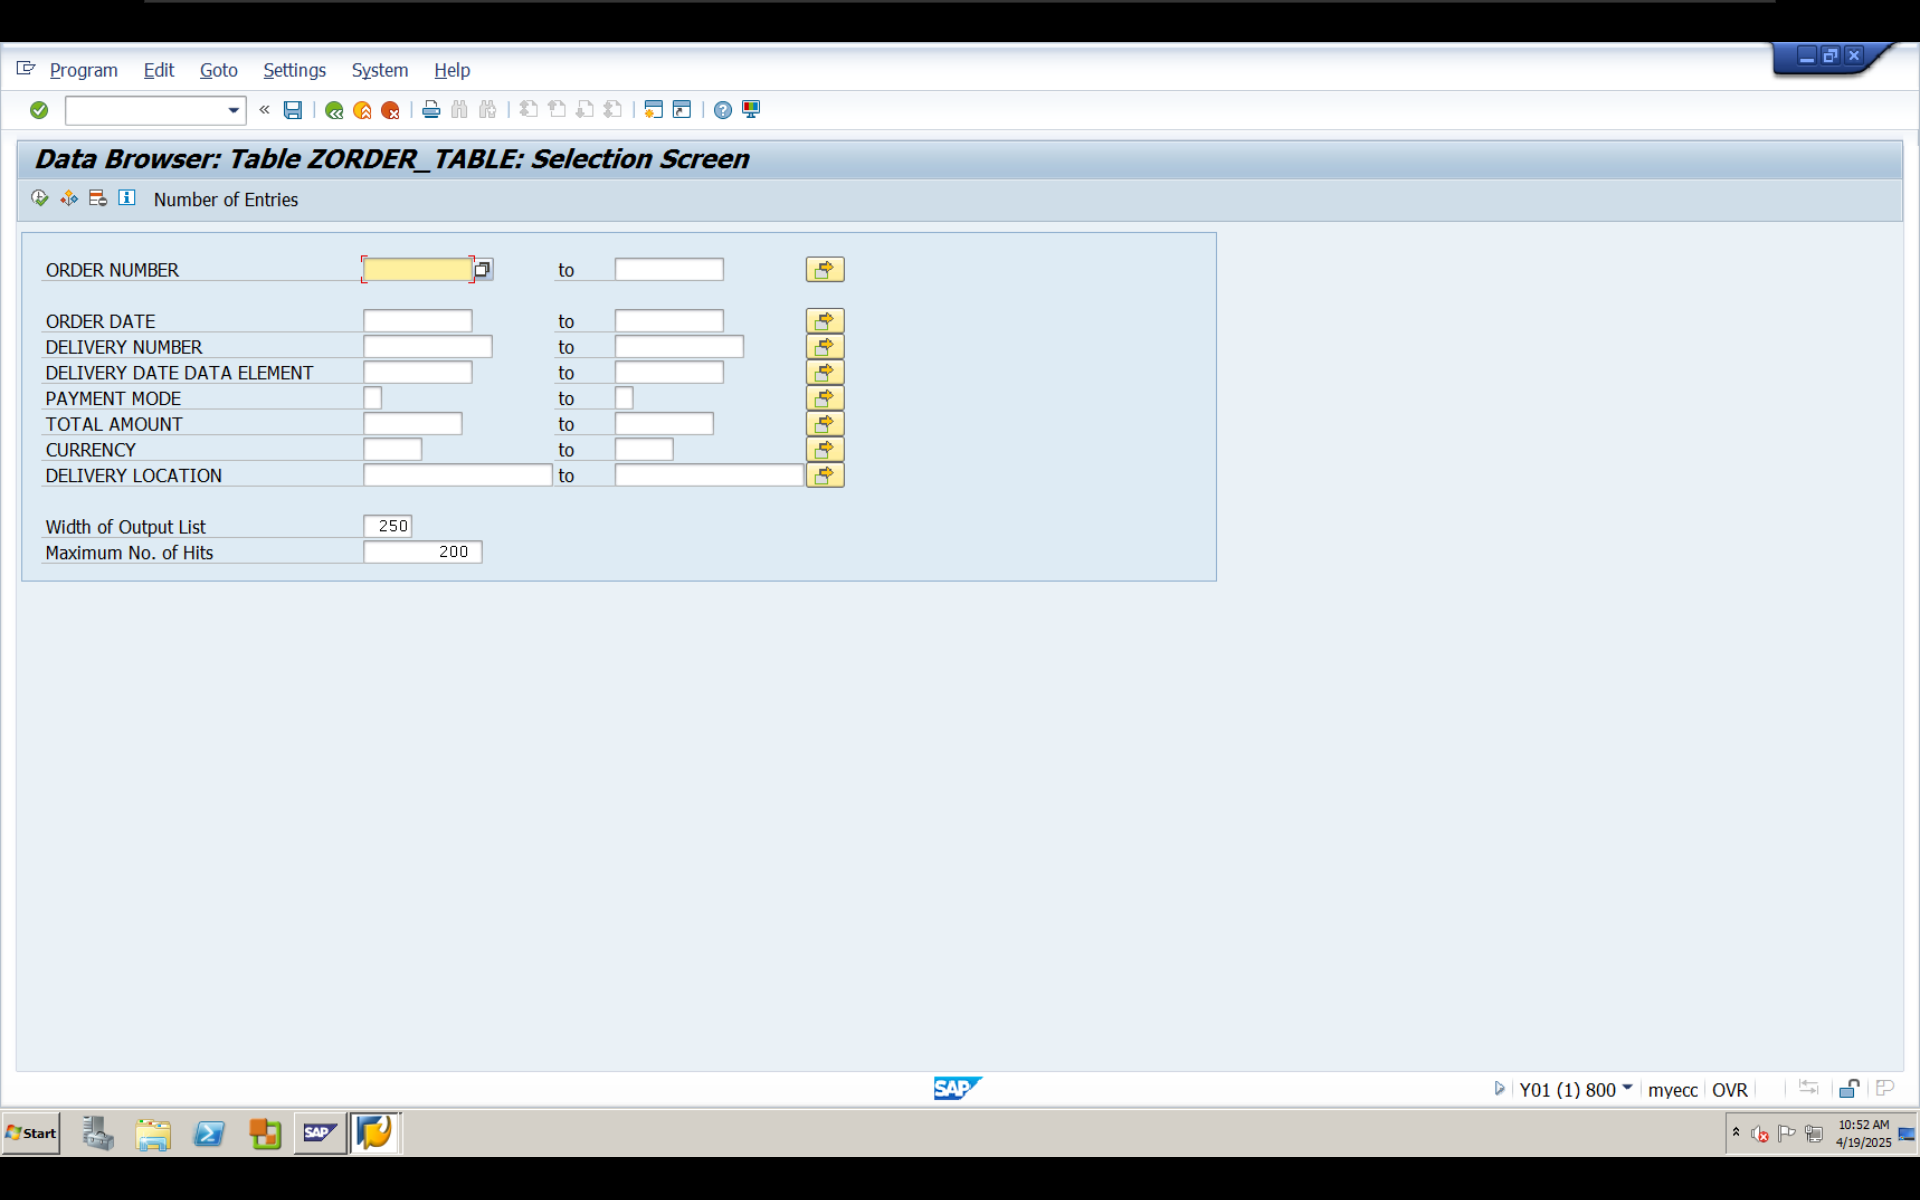 Program Edit Goto Settings System Help
Data Browser: Table ZORDER_TABLE: Selection Screen
Number of Entries
ORDER NUMBER to
ORDER DATE to
DELIVERY NUMBER to
DELIVERY DATE DATA ELEMENT to
PAYMENT MODE to
TOTAL AMOUNT to
CURRENCY to
DELIVERY LOCATION to
Width of Output List 250
Maximum No. of Hits 200
SAP Y01 (1) 800 myecc OVR
Start SAP 10:52 AM
4/19/2025